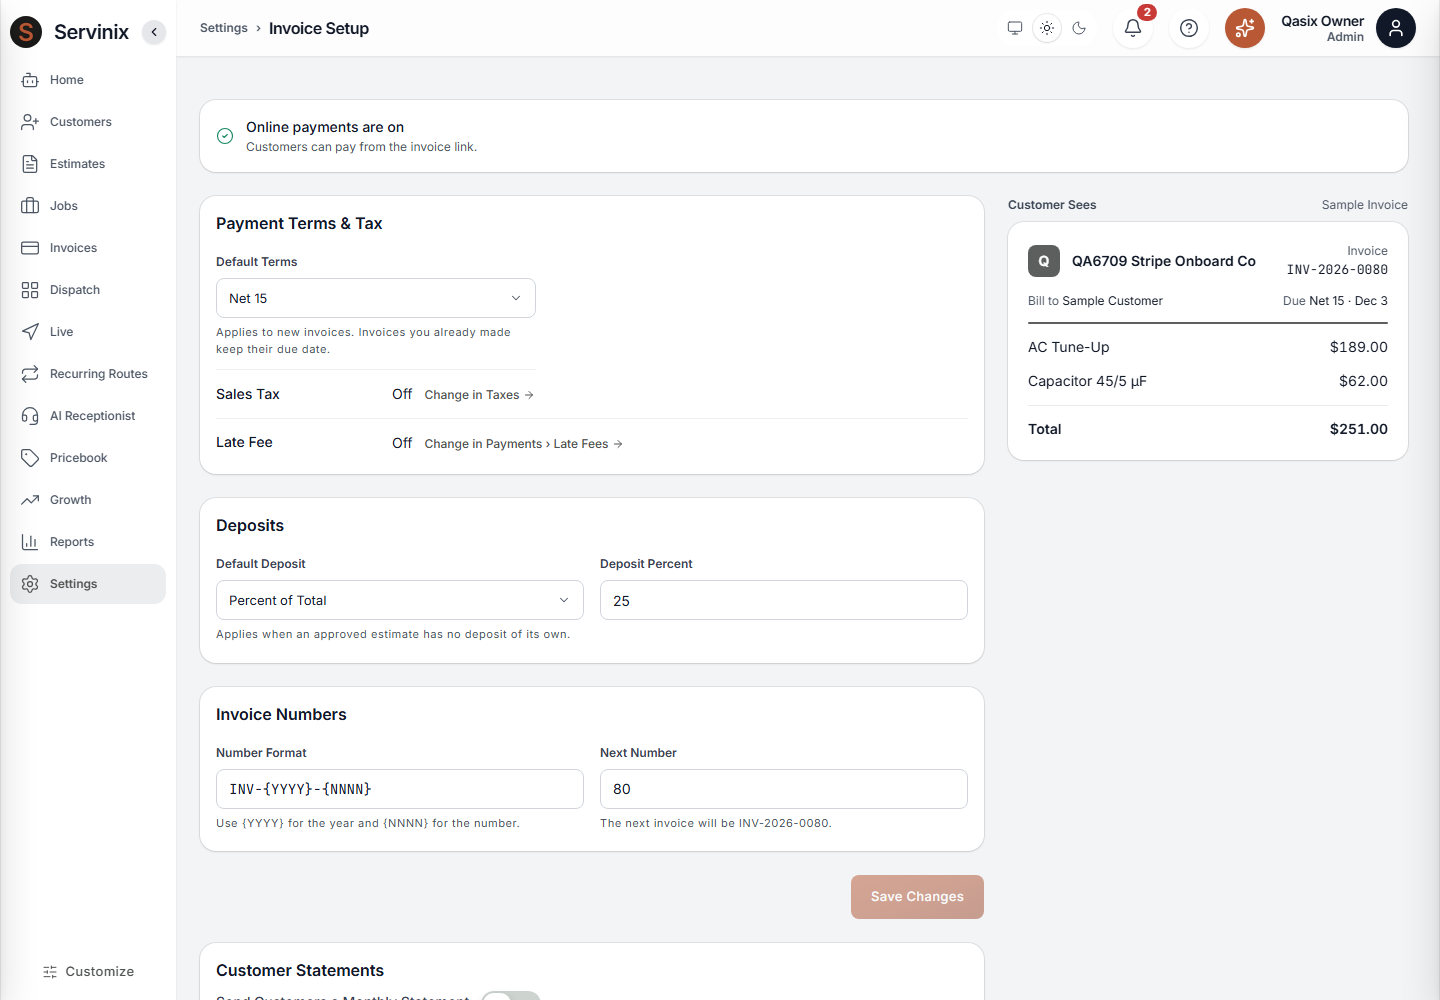 S Servinix
Home
Customers
Estimates
Jobs
Invoices
Dispatch
Live
Recurring Routes
AI Receptionist
Pricebook
Growth
Reports
Settings
Customize
Settings › Invoice Setup
2
Qasix Owner
Admin
Online payments are on
Customers can pay from the invoice link.
Payment Terms & Tax
Default Terms
Net 15
Applies to new invoices. Invoices you already made
keep their due date.
Sales Tax Off Change in Taxes →
Late Fee Off Change in Payments › Late Fees →
Deposits
Default Deposit Deposit Percent
Percent of Total 25
Applies when an approved estimate has no deposit of its own.
Invoice Numbers
Number Format Next Number
INV-{YYYY}-{NNNN} 80
Use {YYYY} for the year and {NNNN} for the number. The next invoice will be INV-2026-0080.
Save Changes
Customer Statements
Send Customers a Monthly Statement
Customer Sees Sample Invoice
Q QA6709 Stripe Onboard Co
Invoice
INV-2026-0080
Bill to Sample Customer Due Net 15 · Dec 3
AC Tune-Up $189.00
Capacitor 45/5 µF $62.00
Total $251.00